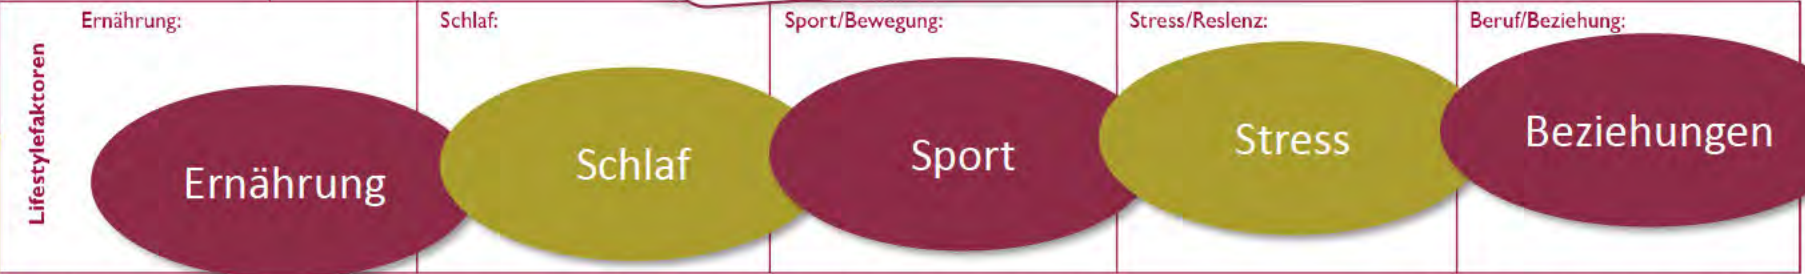 Lifestylefaktoren
Ernährung:
Schlaf:
Sport/Bewegung:
Stress/Reslenz:
Beruf/Beziehung:
Ernährung
Schlaf
Sport
Stress
Beziehungen